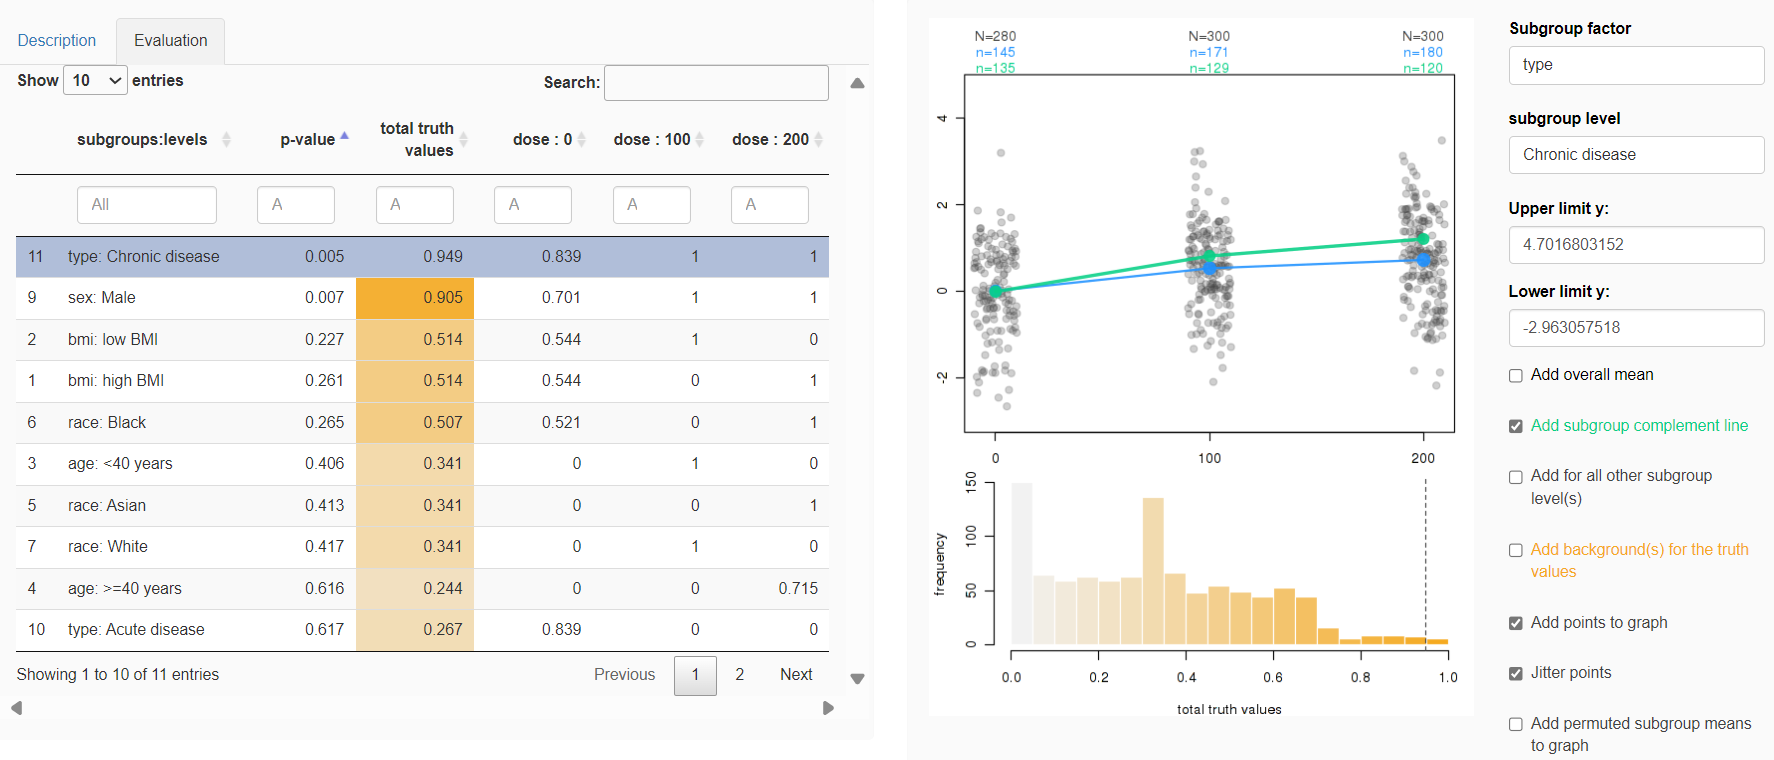 Description
Evaluation
Show 10 entries
Search:
subgroups:levels p-value total truth values dose : 0 dose : 100 dose : 200
All A A A A A
11 type: Chronic disease 0.005 0.949 0.839 1 1
9 sex: Male 0.007 0.905 0.701 1 1
2 bmi: low BMI 0.227 0.514 0.544 1 0
1 bmi: high BMI 0.261 0.514 0.544 0 1
6 race: Black 0.265 0.507 0.521 0 1
3 age: <40 years 0.406 0.341 0 1 0
5 race: Asian 0.413 0.341 0 0 1
7 race: White 0.417 0.341 0 1 0
4 age: >=40 years 0.616 0.244 0 0 0.715
10 type: Acute disease 0.617 0.267 0.839 0 0
Showing 1 to 10 of 11 entries
Previous 1 2 Next
N=280 N=300 N=300
n=145 n=171 n=180
n=135 n=129 n=120
4
2
0
-2
0 100 200
150
100
50
0
frequency
0.0 0.2 0.4 0.6 0.8 1.0
total truth values
Subgroup factor
type
subgroup level
Chronic disease
Upper limit y:
4.7016803152
Lower limit y:
-2.963057518
Add overall mean
Add subgroup complement line
Add for all other subgroup
level(s)
Add background(s) for the truth
values
Add points to graph
Jitter points
Add permuted subgroup means
to graph